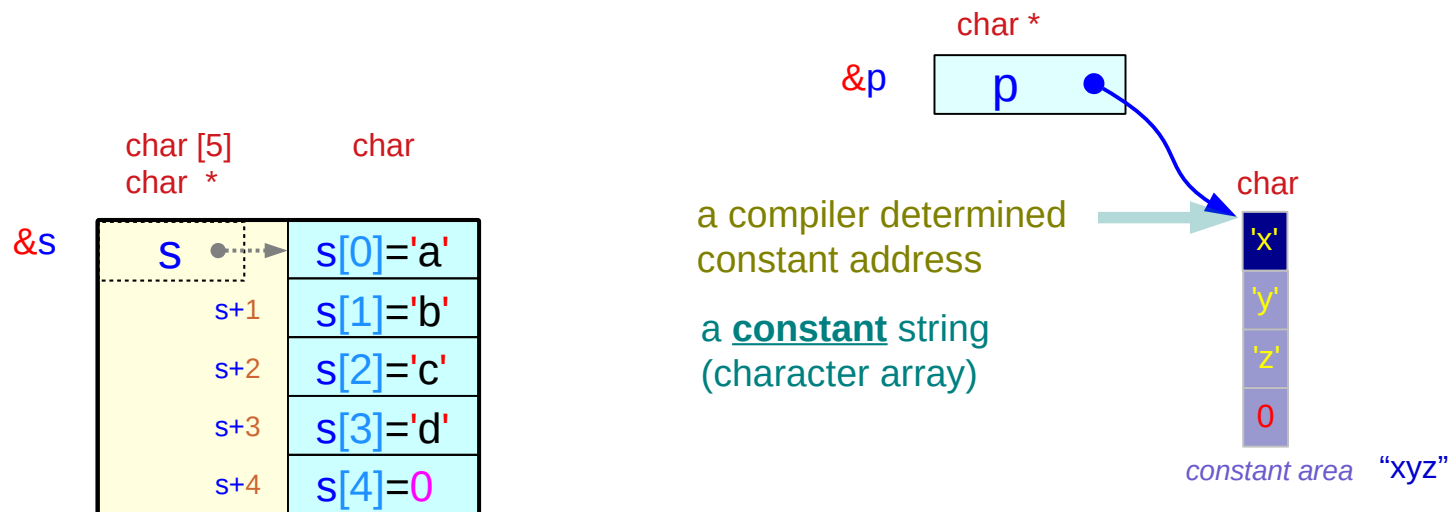 char [5]
char *
char
&s
s
s[0]='a'
s+1
s[1]='b'
s+2
s[2]='c'
s+3
s[3]='d'
s+4
s[4]=0
char *
&p
p
char
a compiler determined
constant address
a constant string
(character array)
'x'
'y'
'z'
0
constant area “xyz”